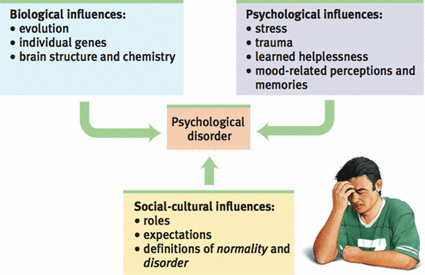 Biological influences:
• evolution
• individual genes
• brain structure and chemistry
Psychological influences:
• stress
• trauma
• learned helplessness
• mood-related perceptions and
memories
Psychological
disorder
Social-cultural influences:
• roles
• expectations
• definitions of normality and
disorder